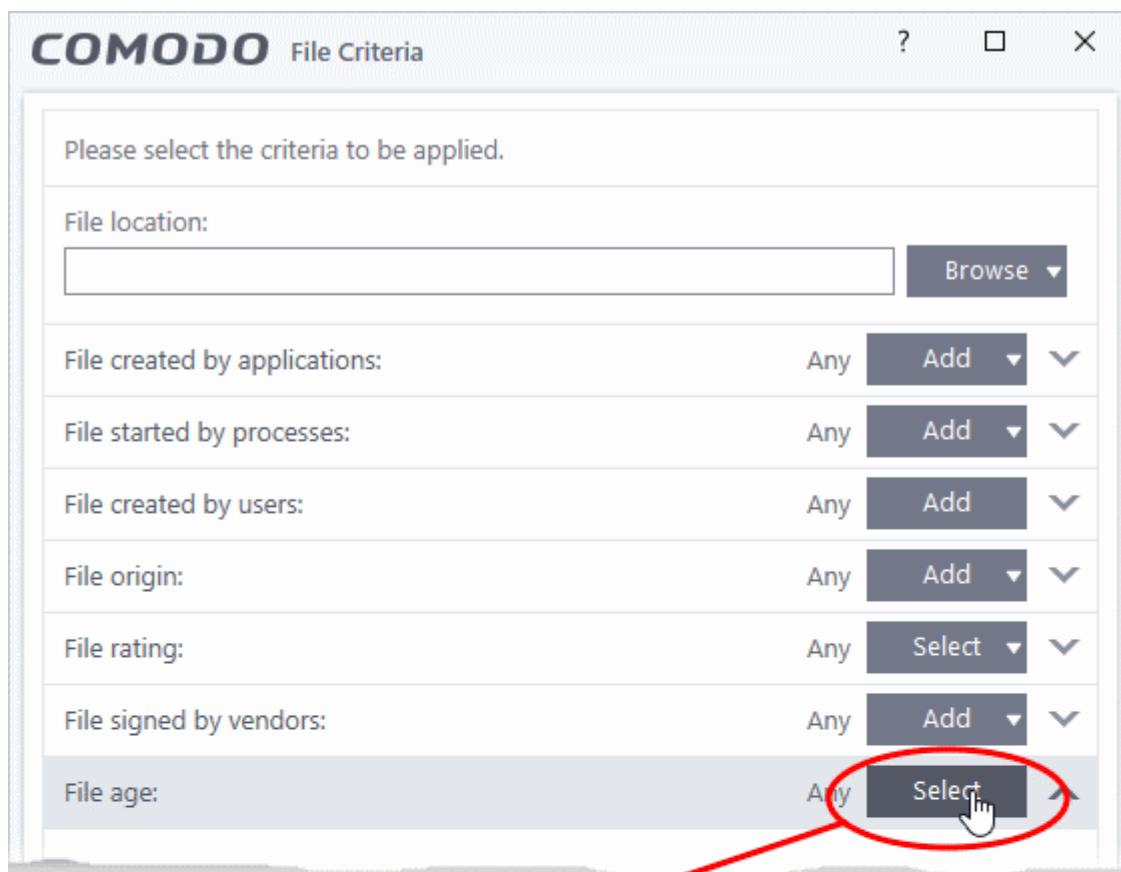 COMODO File Criteria ?
Please select the criteria to be applied.
File location:
Browse
File created by applications: Any Add
File started by processes: Any Add
File created by users: Any Add
File origin: Any Add
File rating: Any Select
File signed by vendors: Any Add
File age: Any Select